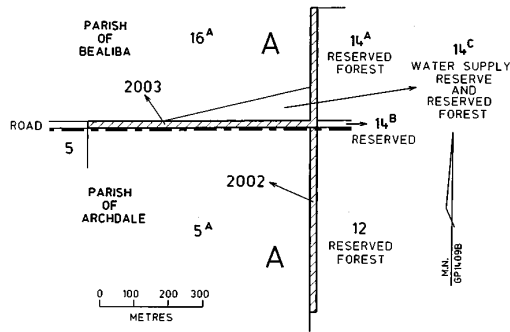 PARISH
OF
BEALIBA
16ᴬ
A
14ᴬ
RESERVED
FOREST
14ᶜ
WATER SUPPLY
RESERVE
AND
RESERVED
FOREST
2003
ROAD
14ᴮ
RESERVED
5
2002
PARISH
OF
ARCHDALE
5ᴬ
A
12
RESERVED
FOREST
M.N.
GP1409B
0 100 200 300
METRES